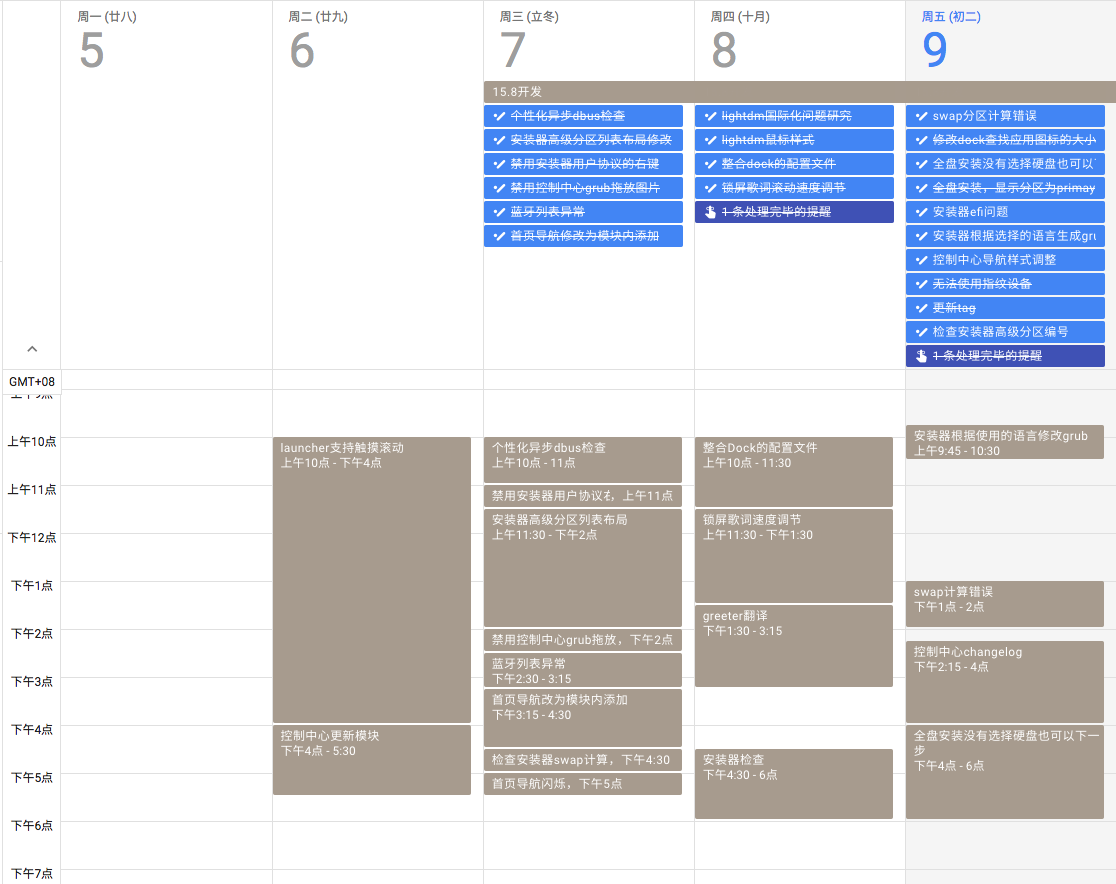 周一 (廿八)
5
周二 (廿九)
6
周三 (立冬)
7
周四 (十月)
8
周五 (初二)
9
15.8开发
个性化异步dbus检查
安装器高级分区列表布局修改
禁用安装器用户协议的右键
禁用控制中心grub拖放图片
蓝牙列表异常
首页导航修改为模块内添加
lightdm国际化问题研究
lightdm鼠标样式
整合dock的配置文件
锁屏歌词滚动速度调节
1 条处理完毕的提醒
swap分区计算错误
修改dock查找应用图标的大小
全盘安装没有选择硬盘也可以
全盘安装，显示分区为primay
安装器efi问题
安装器根据选择的语言生成gru
控制中心导航样式调整
无法使用指纹设备
更新tag
检查安装器高级分区编号
1 条处理完毕的提醒
GMT+08
上午10点
上午11点
下午12点
下午1点
下午2点
下午3点
下午4点
下午5点
下午6点
下午7点
launcher支持触摸滚动
上午10点 - 下午4点
控制中心更新模块
下午4点 - 5:30
个性化异步dbus检查
上午10点 - 11点
禁用安装器用户协议右，上午11点
安装器高级分区列表布局
上午11:30 - 下午2点
禁用控制中心grub拖放，下午2点
蓝牙列表异常
下午2:30 - 3:15
首页导航改为模块内添加
下午3:15 - 4:30
检查安装器swap计算，下午4:30
首页导航闪烁，下午5点
整合Dock的配置文件
上午10点 - 11:30
锁屏歌词速度调节
上午11:30 - 下午1:30
greeter翻译
下午1:30 - 3:15
安装器检查
下午4:30 - 6点
安装器根据使用的语言修改grub
上午9:45 - 10:30
swap计算错误
下午1点 - 2点
控制中心changelog
下午2:15 - 4点
全盘安装没有选择硬盘也可以下一
步
下午4点 - 6点